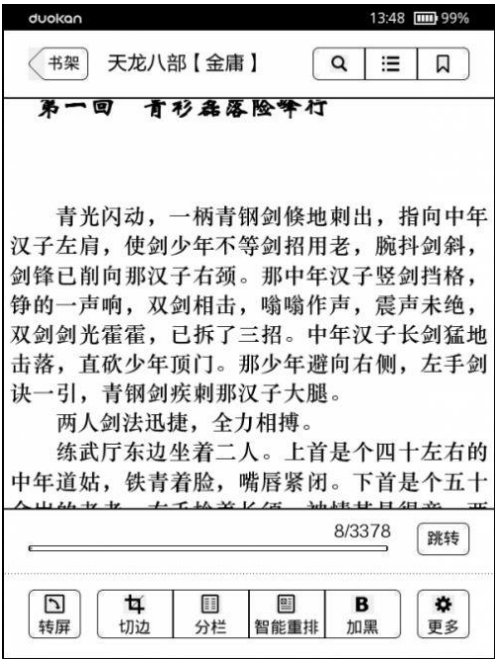 duokan 13:48 99%
书架 天龙八部【金庸】
第一回 青衫磊落险峰行
青光闪动，一柄青钢剑倏地刺出，指向中年
汉子左肩，使剑少年不等剑招用老，腕抖剑斜，
剑锋已削向那汉子右颈。那中年汉子竖剑挡格，
铮的一声响，双剑相击，嗡嗡作声，震声未绝，
双剑剑光霍霍，已拆了三招。中年汉子长剑猛地
击落，直砍少年顶门。那少年避向右侧，左手剑
诀一引，青钢剑疾刺那汉子大腿。
两人剑法迅捷，全力相搏。
练武厅东边坐着二人。上首是个四十左右的
中年道姑，铁青着脸，嘴唇紧闭。下首是个五十
8/3378 跳转
转屏 切边 分栏 智能重排 B 加黑 更多